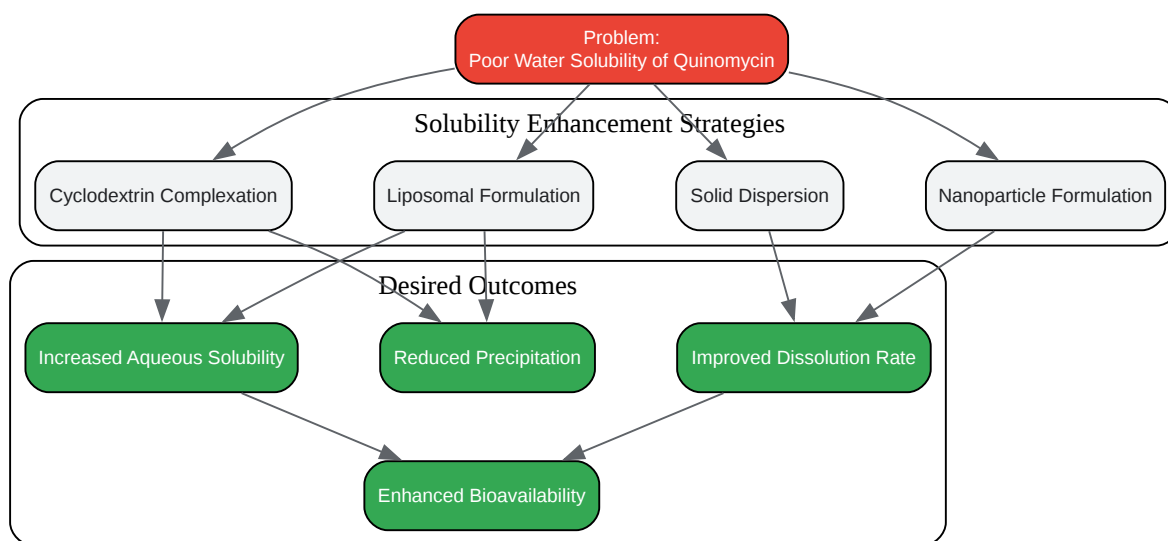 Problem:
Poor Water Solubility of Quinomycin
Solubility Enhancement Strategies
Cyclodextrin Complexation
Liposomal Formulation
Solid Dispersion
Nanoparticle Formulation
Desired Outcomes
Increased Aqueous Solubility
Reduced Precipitation
Improved Dissolution Rate
Enhanced Bioavailability